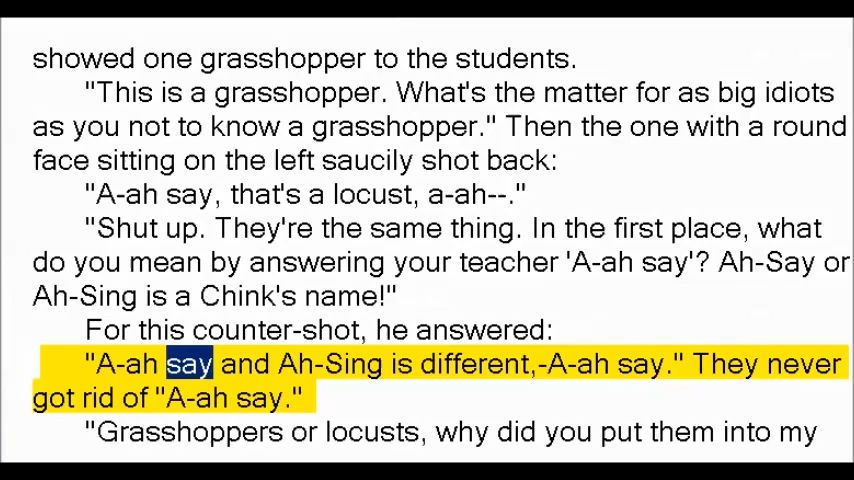 showed one grasshopper to the students.
"This is a grasshopper. What's the matter for as big idiots
as you not to know a grasshopper." Then the one with a round
face sitting on the left saucily shot back:
"A-ah say, that's a locust, a-ah--."
"Shut up. They're the same thing. In the first place, what
do you mean by answering your teacher 'A-ah say'? Ah-Say or
Ah-Sing is a Chink's name!"
For this counter-shot, he answered:
"A-ah say and Ah-Sing is different,-A-ah say." They never
got rid of "A-ah say."
"Grasshoppers or locusts, why did you put them into my